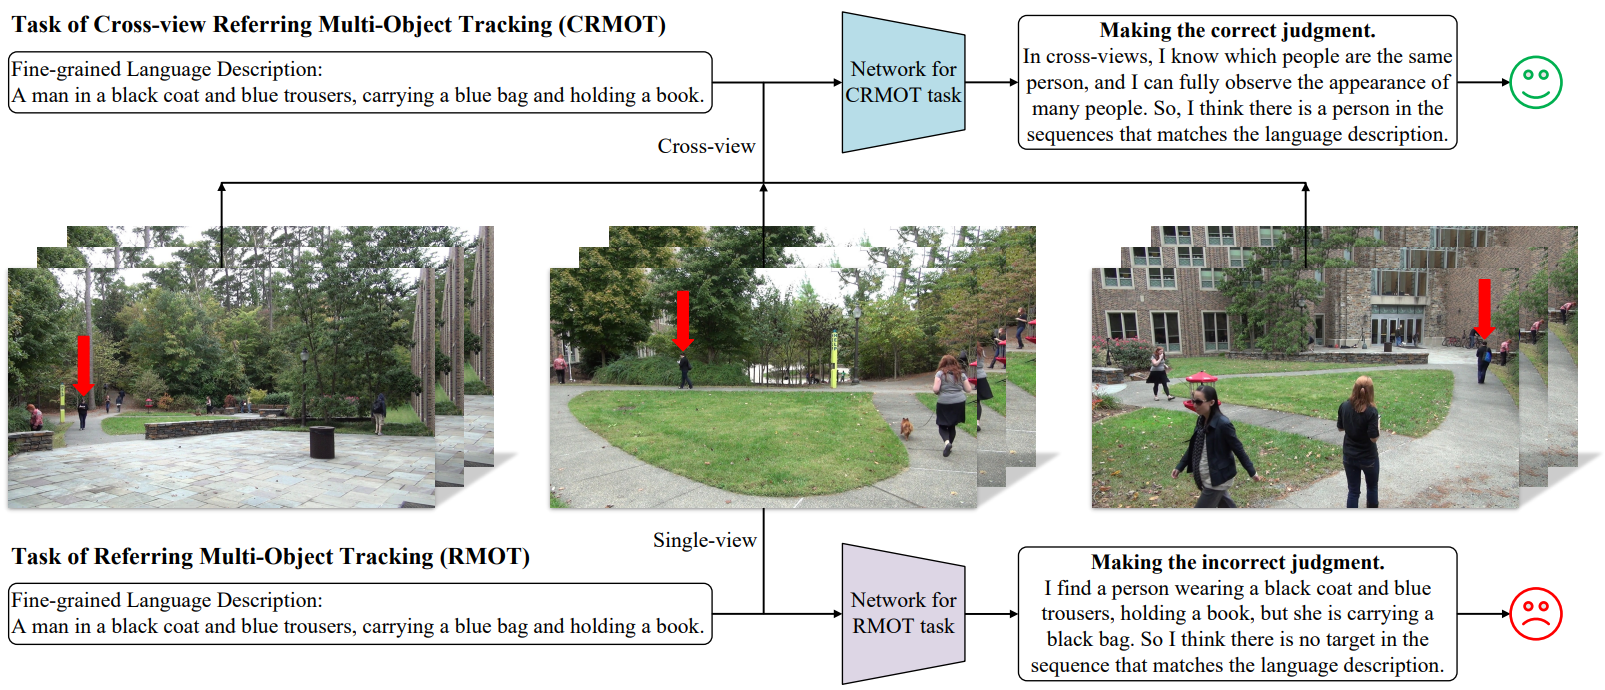 Task of Cross-view Referring Multi-Object Tracking (CRMOT)
Fine-grained Language Description:
A man in a black coat and blue trousers, carrying a blue bag and holding a book.
Network for
CRMOT task
Making the correct judgment.
In cross-views, I know which people are the same
person, and I can fully observe the appearance of
many people. So, I think there is a person in the
sequences that matches the language description.
Cross-view
Single-view
Task of Referring Multi-Object Tracking (RMOT)
Fine-grained Language Description:
A man in a black coat and blue trousers, carrying a blue bag and holding a book.
Network for
RMOT task
Making the incorrect judgment.
I find a person wearing a black coat and blue
trousers, holding a book, but she is carrying a
black bag. So I think there is no target in the
sequence that matches the language description.